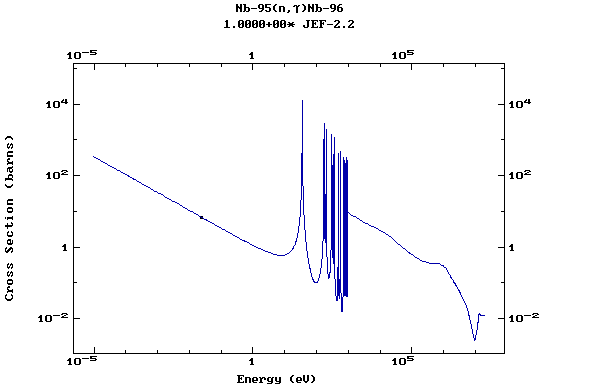 Nb-95(n,γ)Nb-96
1.0000+00* JEF-2.2
10⁻⁵ 1 10⁵
10⁴ 10⁴
10² 10²
1 1
10⁻² 10⁻²
10⁻⁵ 1 10⁵
Cross Section (barns)
Energy (eV)